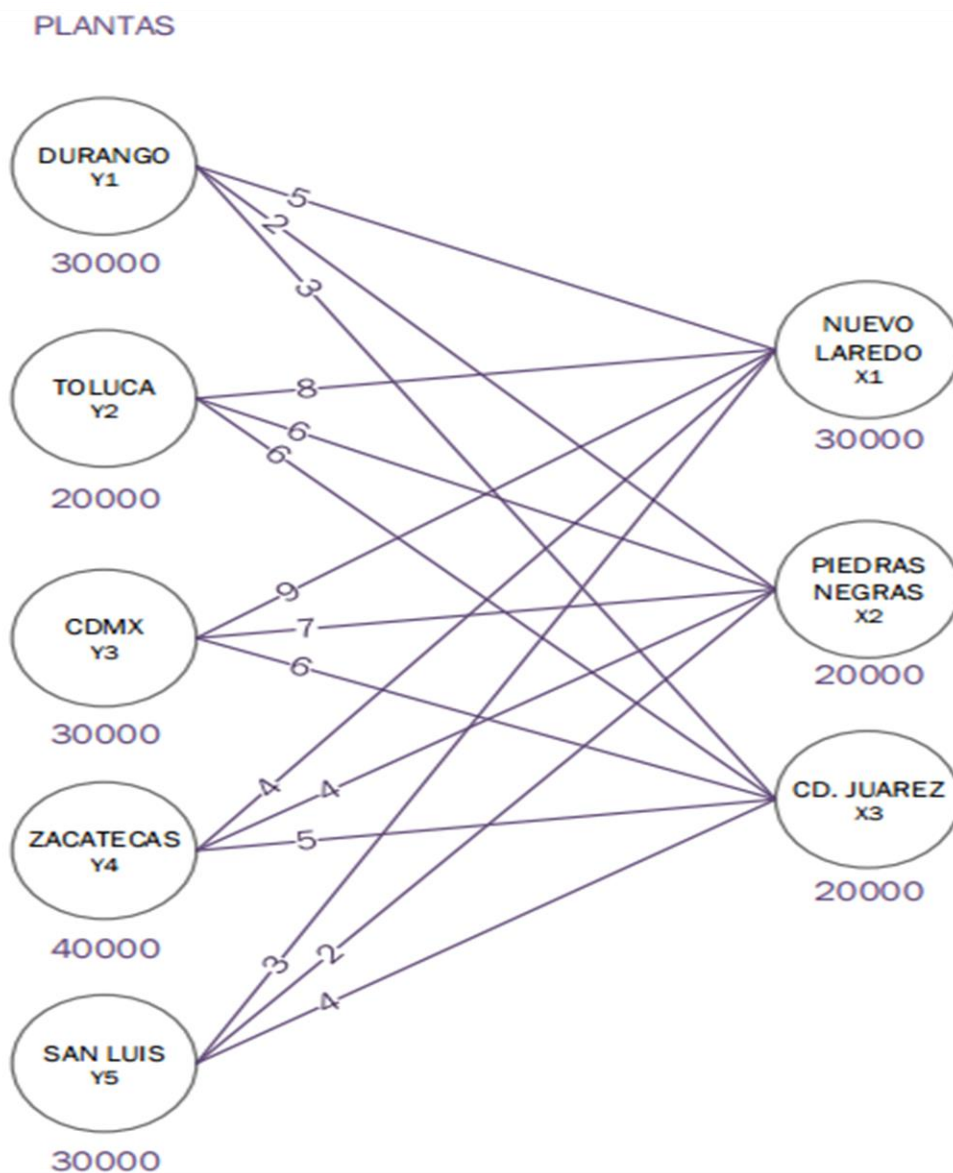 PLANTAS
DURANGO
Y1
30000
5
2
3
TOLUCA
Y2
20000
8
6
6
CDMX
Y3
30000
9
7
6
ZACATECAS
Y4
40000
4
4
5
SAN LUIS
Y5
30000
3
2
4
NUEVO
LAREDO
X1
30000
PIEDRAS
NEGRAS
X2
20000
CD. JUAREZ
X3
20000